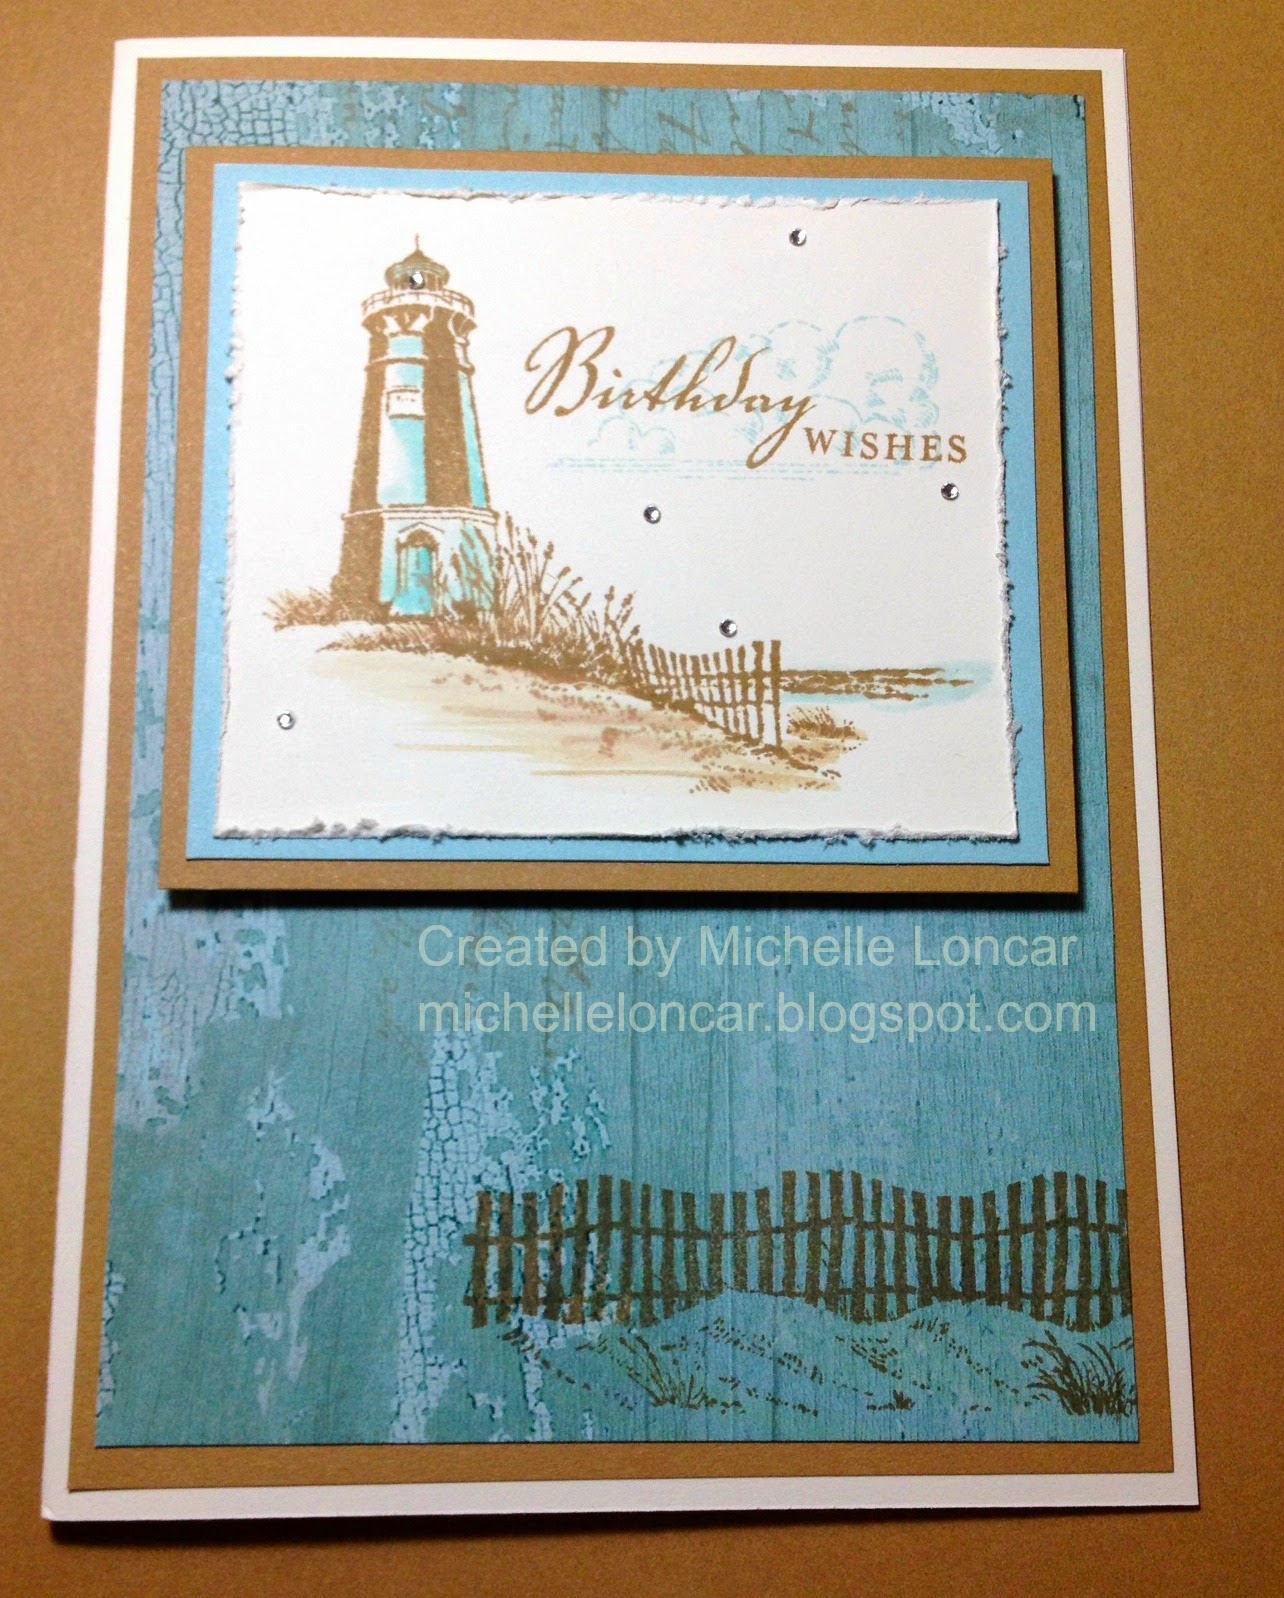 Birthday
WISHES
Created by Michelle Loncar
michelleloncar.blogspot.com